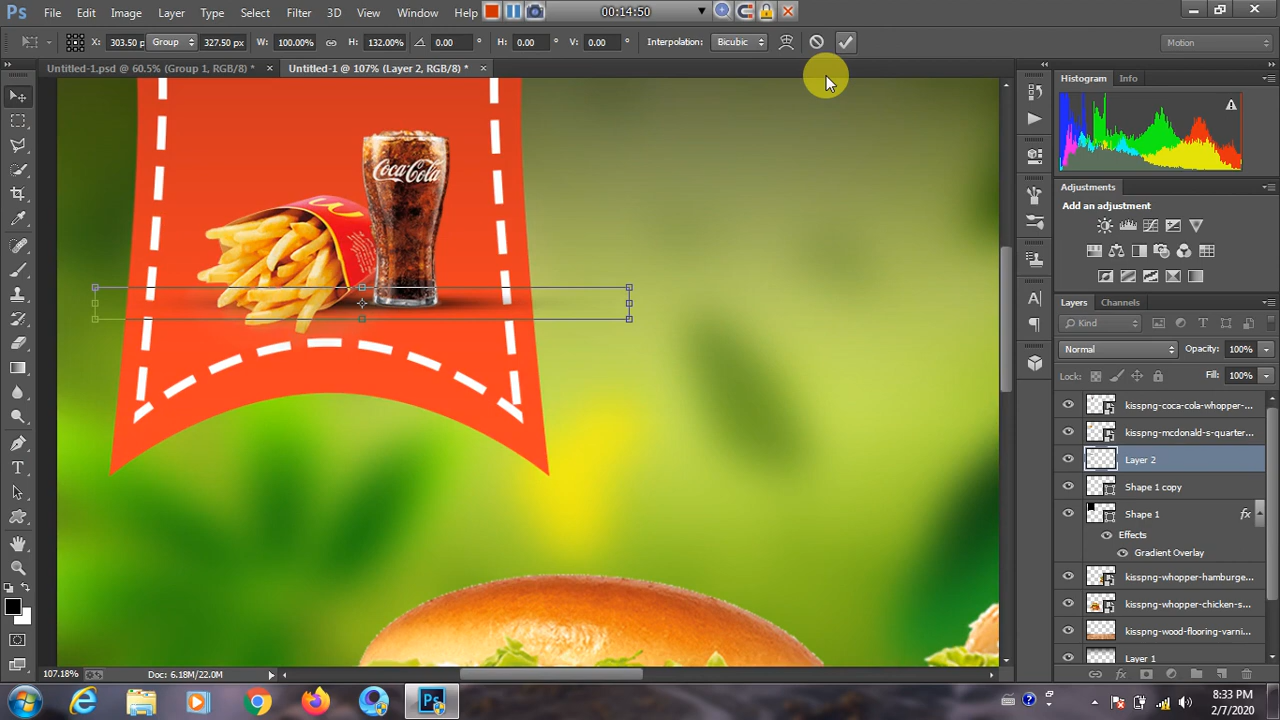 Ps File Edit Image Layer Type Select Filter 3D View Window Help 00:14:50
X: 303.50 p Group 327.50 px W: 100.00% H: 132.00% 0.00 ° H: 0.00 ° V: 0.00 ° Interpolation: Bicubic Motion
Untitled-1.psd @ 60.5% (Group 1, RGB/8) * × Untitled-1 @ 107% (Layer 2, RGB/8) * ×
Histogram Info
Coca-Cola
Adjustments
Add an adjustment
Layers Channels
Kind
Normal Opacity: 100%
Lock: Fill: 100%
kisspng-coca-cola-whopper-...
kisspng-mcdonald-s-quarter...
Layer 2
Shape 1 copy
Shape 1 fx
Effects
Gradient Overlay
kisspng-whopper-hamburge...
kisspng-whopper-chicken-s...
kisspng-wood-flooring-varni...
Layer 1
107.18% Doc: 6.18M/22.0M
8:33 PM
2/7/2020